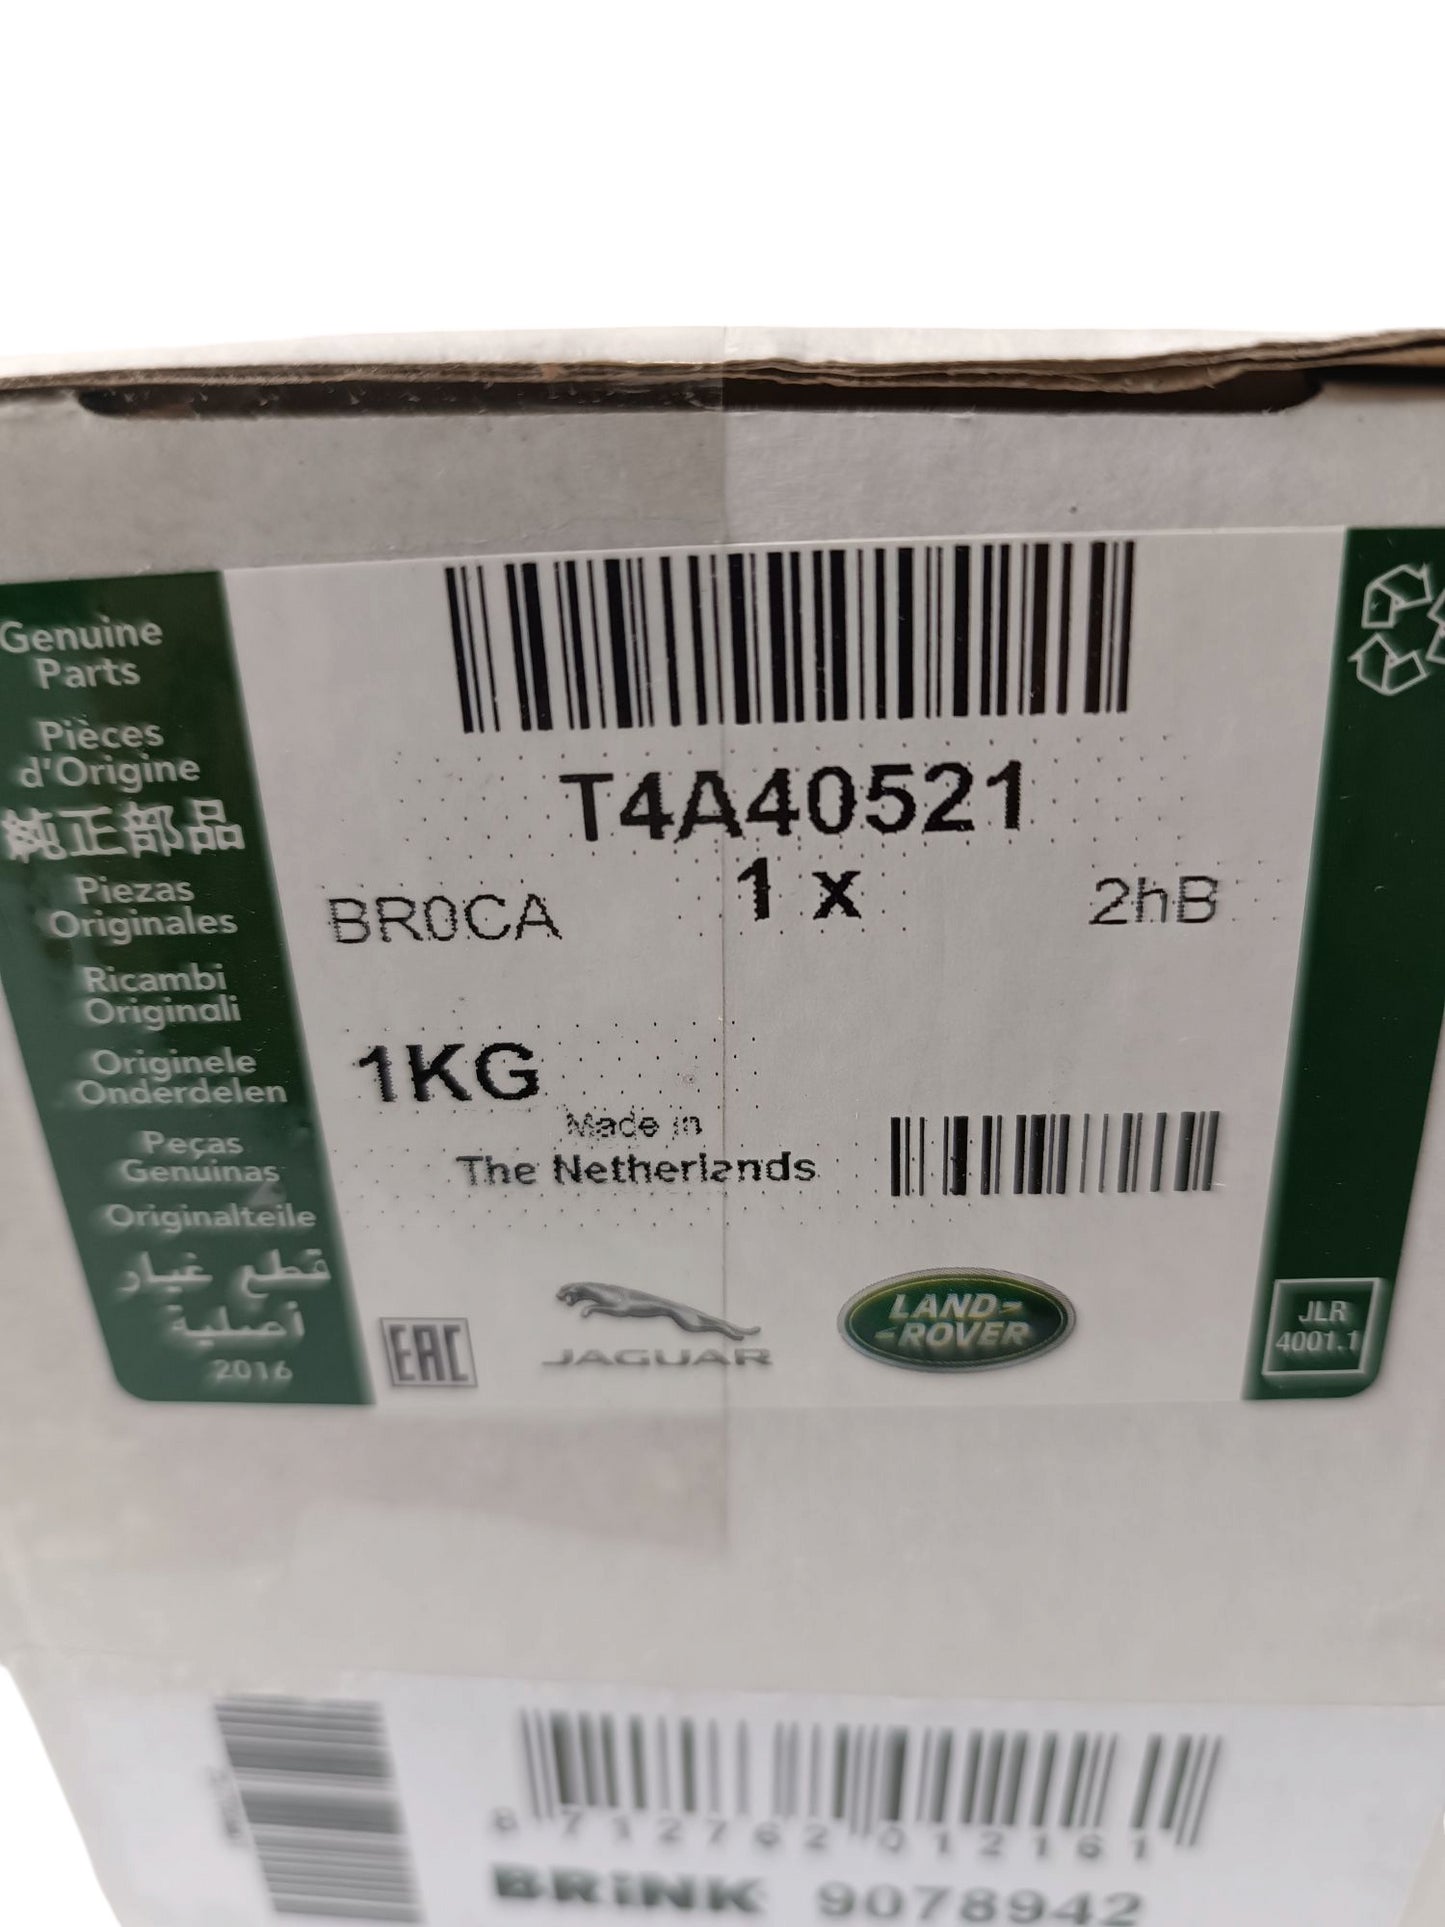 Genuine
Parts
Pièces
d'Origine
純正部品
Piezas
Originales
Ricambi
Originali
Originele
Onderdelen
Peças
Genuinas
Originalteile
قطع غيار
أصلية
2016
T4A40521
1 x
BR0CA
2hB
1KG
Made in
The Netherlands
EAC
JAGUAR
LAND-
-ROVER
JLR
4001.1
8 712762 012161
BRINK 9078942